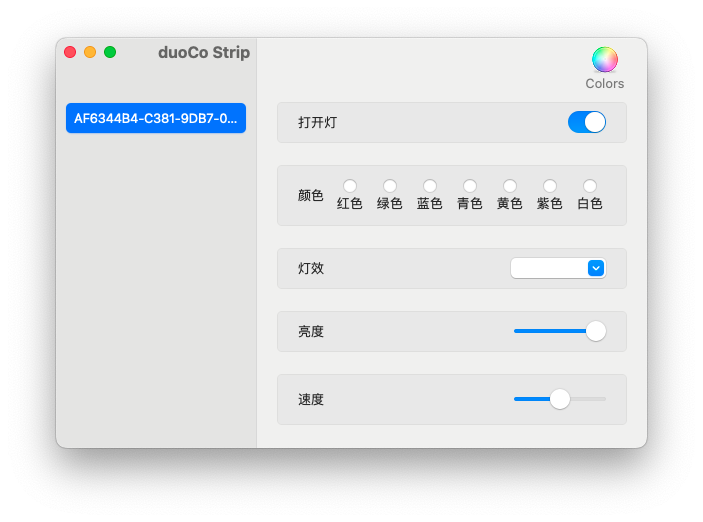 duoCo Strip
Colors
AF6344B4-C381-9DB7-0...
打开灯
颜色
红色 绿色 蓝色 青色 黄色 紫色 白色
灯效
亮度
速度